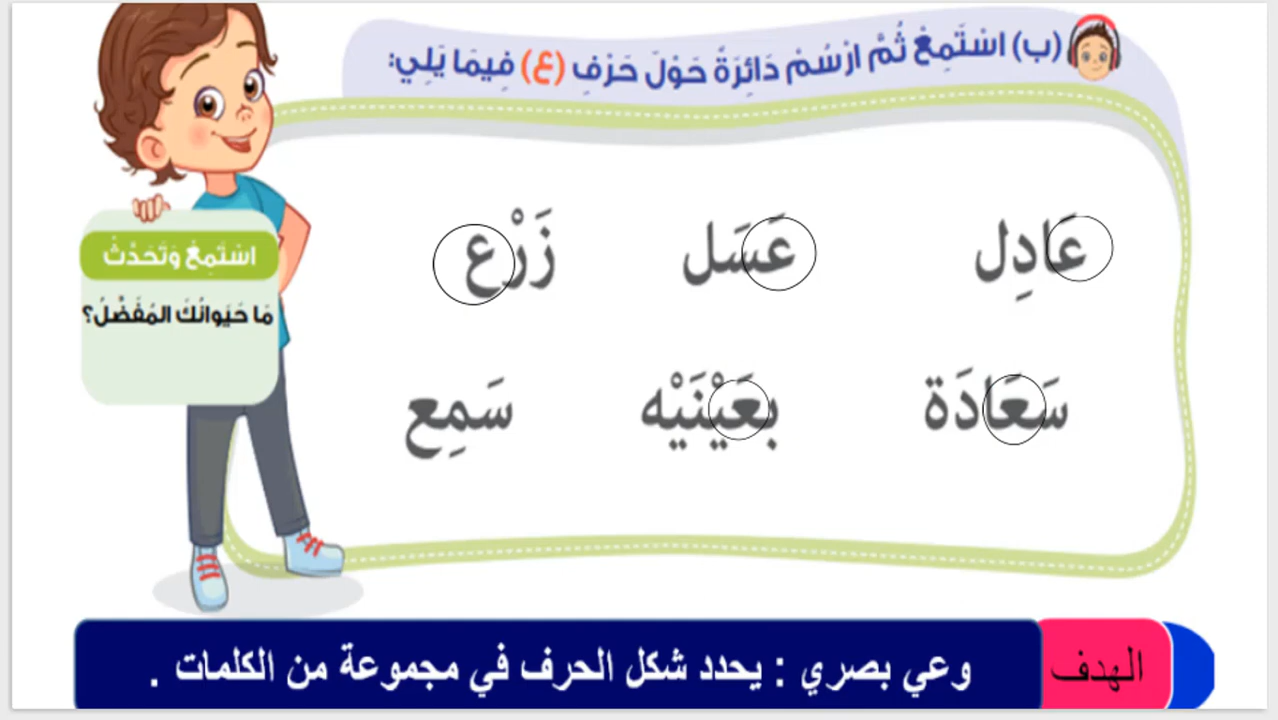 (ب) اسْتَمِعْ ثُمَّ ارْسُمْ دَائِرَةً حَوْلَ حَرْفِ (ع) فِيمَا يَلِي:
عَادِل عَسَل زَرْع
سَعَادَة بعَيْنَيْه سَمِع
اسْتَمِعْ وَتَحَدَّثْ
مَا حَيَوانُكَ المُفَضَّلُ؟
الهدف
وعي بصري : يحدد شكل الحرف في مجموعة من الكلمات .